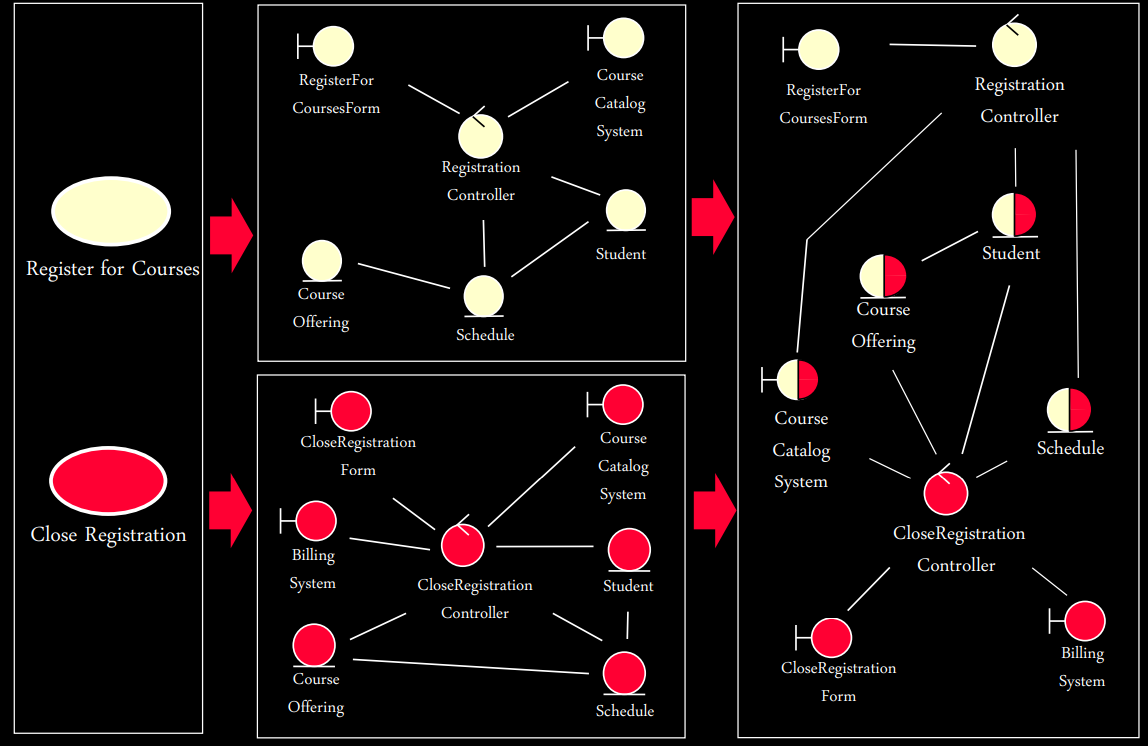 Register for Courses
Close Registration
RegisterFor
CoursesForm
Course
Catalog
System
Registration
Controller
Student
Course
Offering
Schedule
CloseRegistration
Form
Course
Catalog
System
Billing
System
CloseRegistration
Controller
Student
Course
Offering
Schedule
RegisterFor
CoursesForm
Registration
Controller
Student
Course
Offering
Course
Catalog
System
Schedule
CloseRegistration
Controller
CloseRegistration
Form
Billing
System